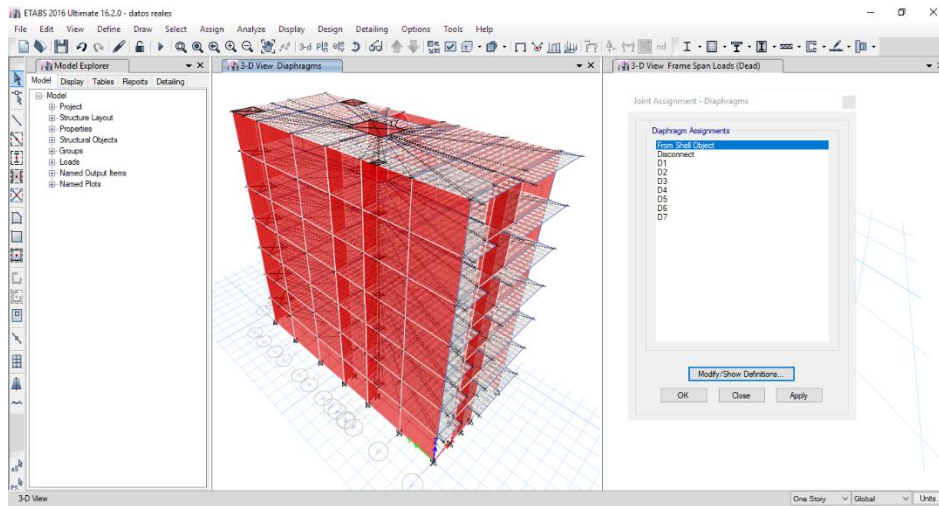 ETABS 2016 Ultimate 16.2.0 - datos reales
File Edit View Define Draw Select Assign Analyze Display Design Detailing Options Tools Help
3-d
nd
Model Explorer
Model Display Tables Reports Detailing
Model
Project
Structure Layout
Properties
Structural Objects
Groups
Loads
Named Output Items
Named Plots
3-D View Diaphragms
3-D View Frame Span Loads (Dead)
Joint Assignment - Diaphragms
Diaphragm Assignments
From Shell Object
Disconnect
D1
D2
D3
D4
D5
D6
D7
Modify/Show Definitions...
OK Close Apply
3-D View
One Story Global Units...